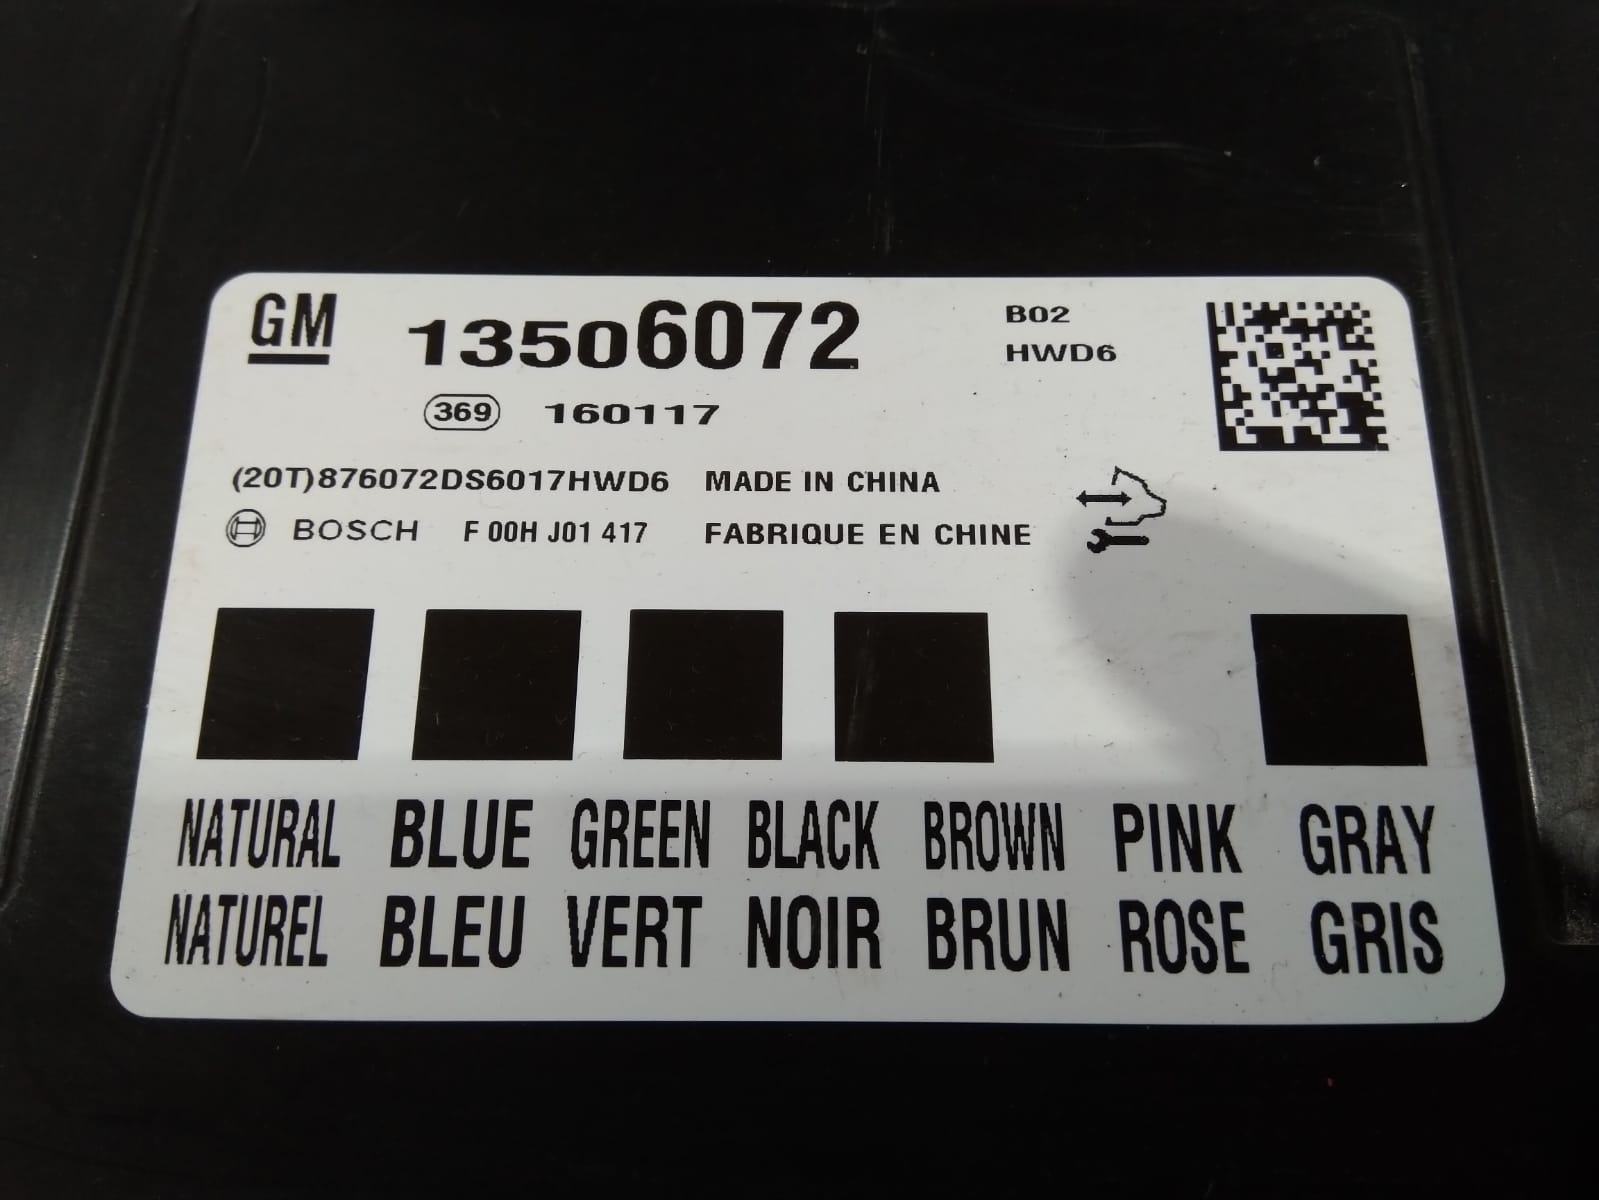 GM 13506072 B02
HWD6
369 160117
(20T)876072DS6017HWD6 MADE IN CHINA
BOSCH F 00H J01 417 FABRIQUE EN CHINE
NATURAL BLUE GREEN BLACK BROWN PINK GRAY
NATUREL BLEU VERT NOIR BRUN ROSE GRIS